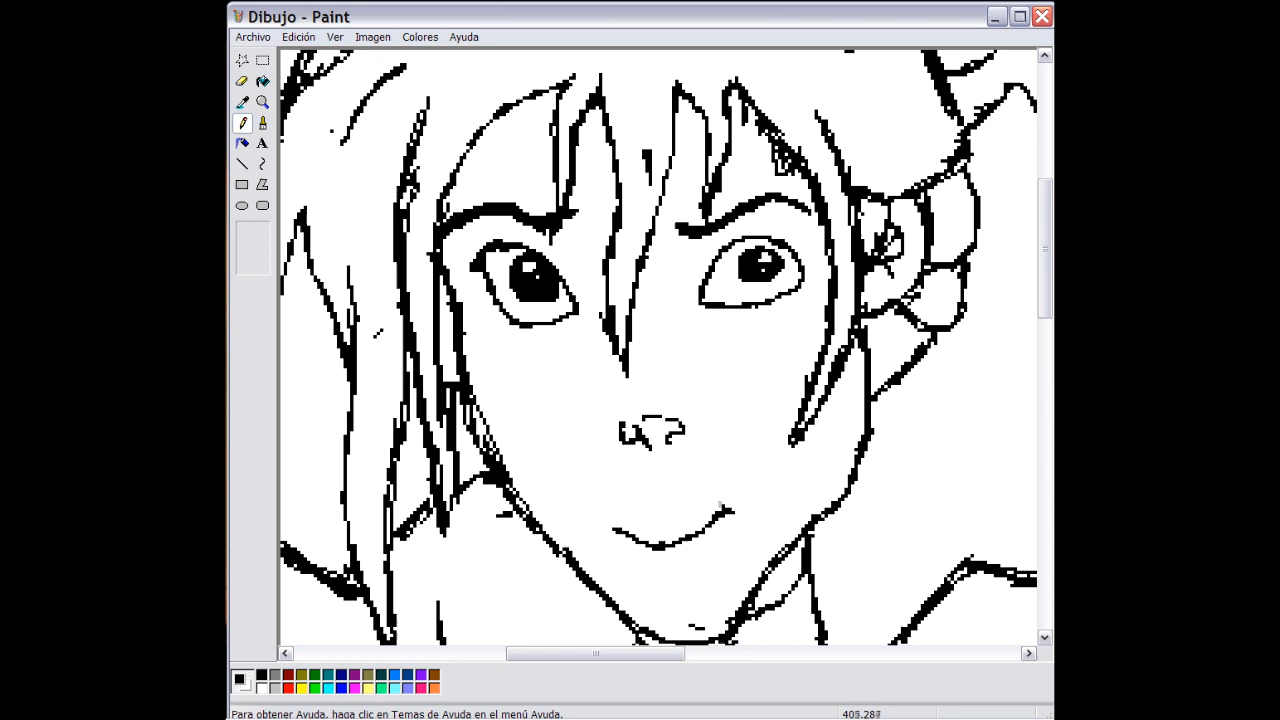 Dibujo - Paint
Archivo Edición Ver Imagen Colores Ayuda
A
Para obtener Ayuda, haga clic en Temas de Ayuda en el menú Ayuda.